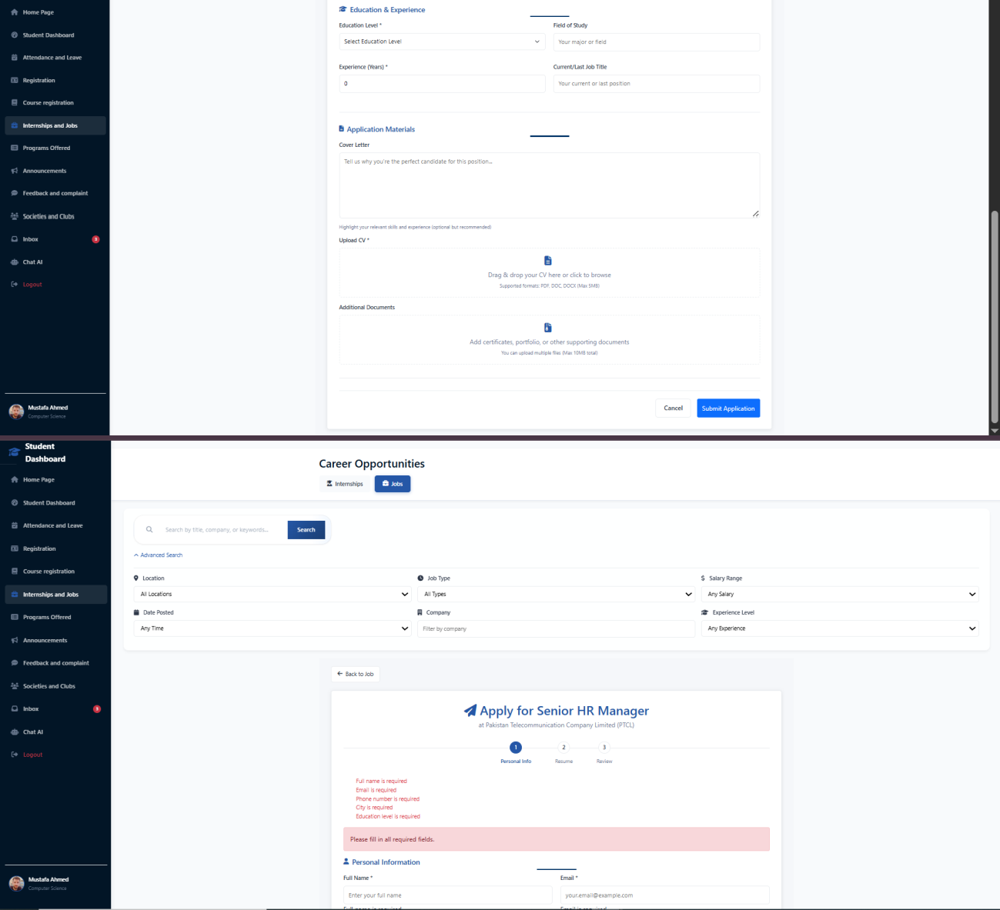 Home Page
Student Dashboard
Attendance and Leave
Registration
Course registration
Internships and Jobs
Programs Offered
Announcements
Feedback and complaint
Societies and Clubs
Inbox 3
Chat AI
Logout
Mustafa Ahmed
Computer Science
Education & Experience
Education Level * Field of Study
Select Education Level Your major or field
Experience (Years) * Current/Last Job Title
0 Your current or last position
Application Materials
Cover Letter
Tell us why you're the perfect candidate for this position...
Highlight your relevant skills and experience (optional but recommended)
Upload CV *
Drag & drop your CV here or click to browse
Supported formats: PDF, DOC, DOCX (Max 5MB)
Additional Documents
Add certificates, portfolio, or other supporting documents
You can upload multiple files (Max 10MB total)
Cancel Submit Application
Student
Dashboard
Home Page
Student Dashboard
Attendance and Leave
Registration
Course registration
Internships and Jobs
Programs Offered
Announcements
Feedback and complaint
Societies and Clubs
Inbox 3
Chat AI
Logout
Mustafa Ahmed
Computer Science
Career Opportunities
Internships Jobs
Search by title, company, or keywords... Search
Advanced Search
Location Job Type $ Salary Range
All Locations All Types Any Salary
Date Posted Company Experience Level
Any Time Filter by company Any Experience
Back to Job
Apply for Senior HR Manager
at Pakistan Telecommunication Company Limited (PTCL)
1 2 3
Personal Info Resume Review
Full name is required
Email is required
Phone number is required
City is required
Education level is required
Please fill in all required fields.
Personal Information
Full Name * Email *
Enter your full name your.email@example.com
Full name is required Email is required